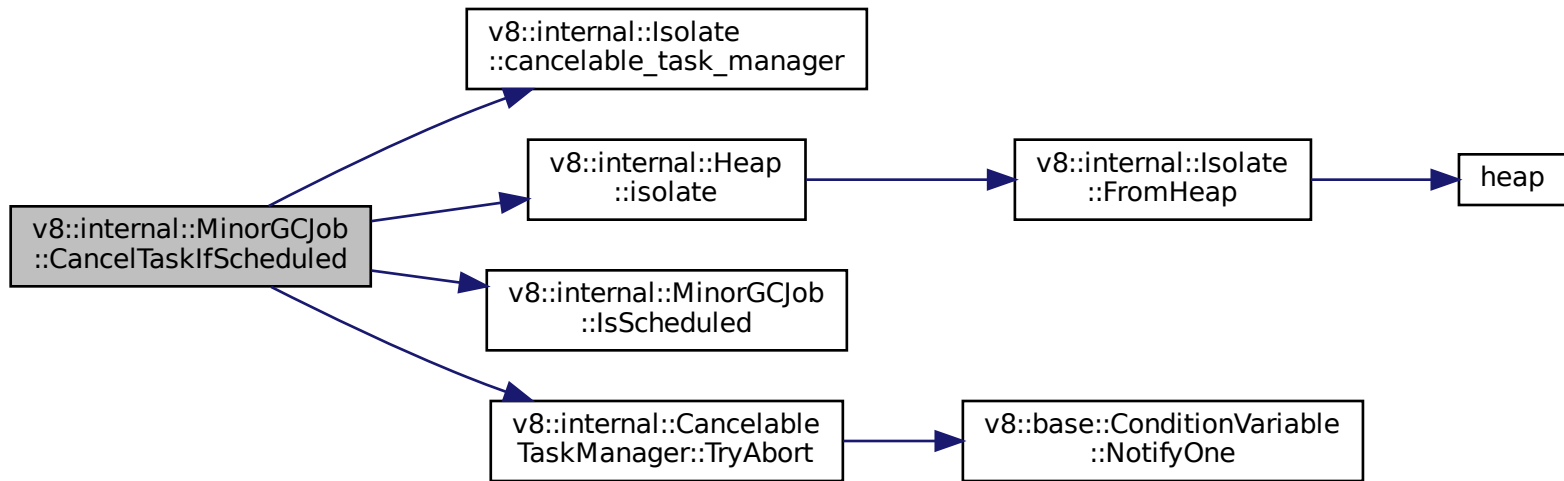 v8::internal::MinorGCJob
::CancelTaskIfScheduled
v8::internal::Isolate
::cancelable_task_manager
v8::internal::Heap
::isolate
v8::internal::Isolate
::FromHeap
heap
v8::internal::MinorGCJob
::IsScheduled
v8::internal::Cancelable
TaskManager::TryAbort
v8::base::ConditionVariable
::NotifyOne